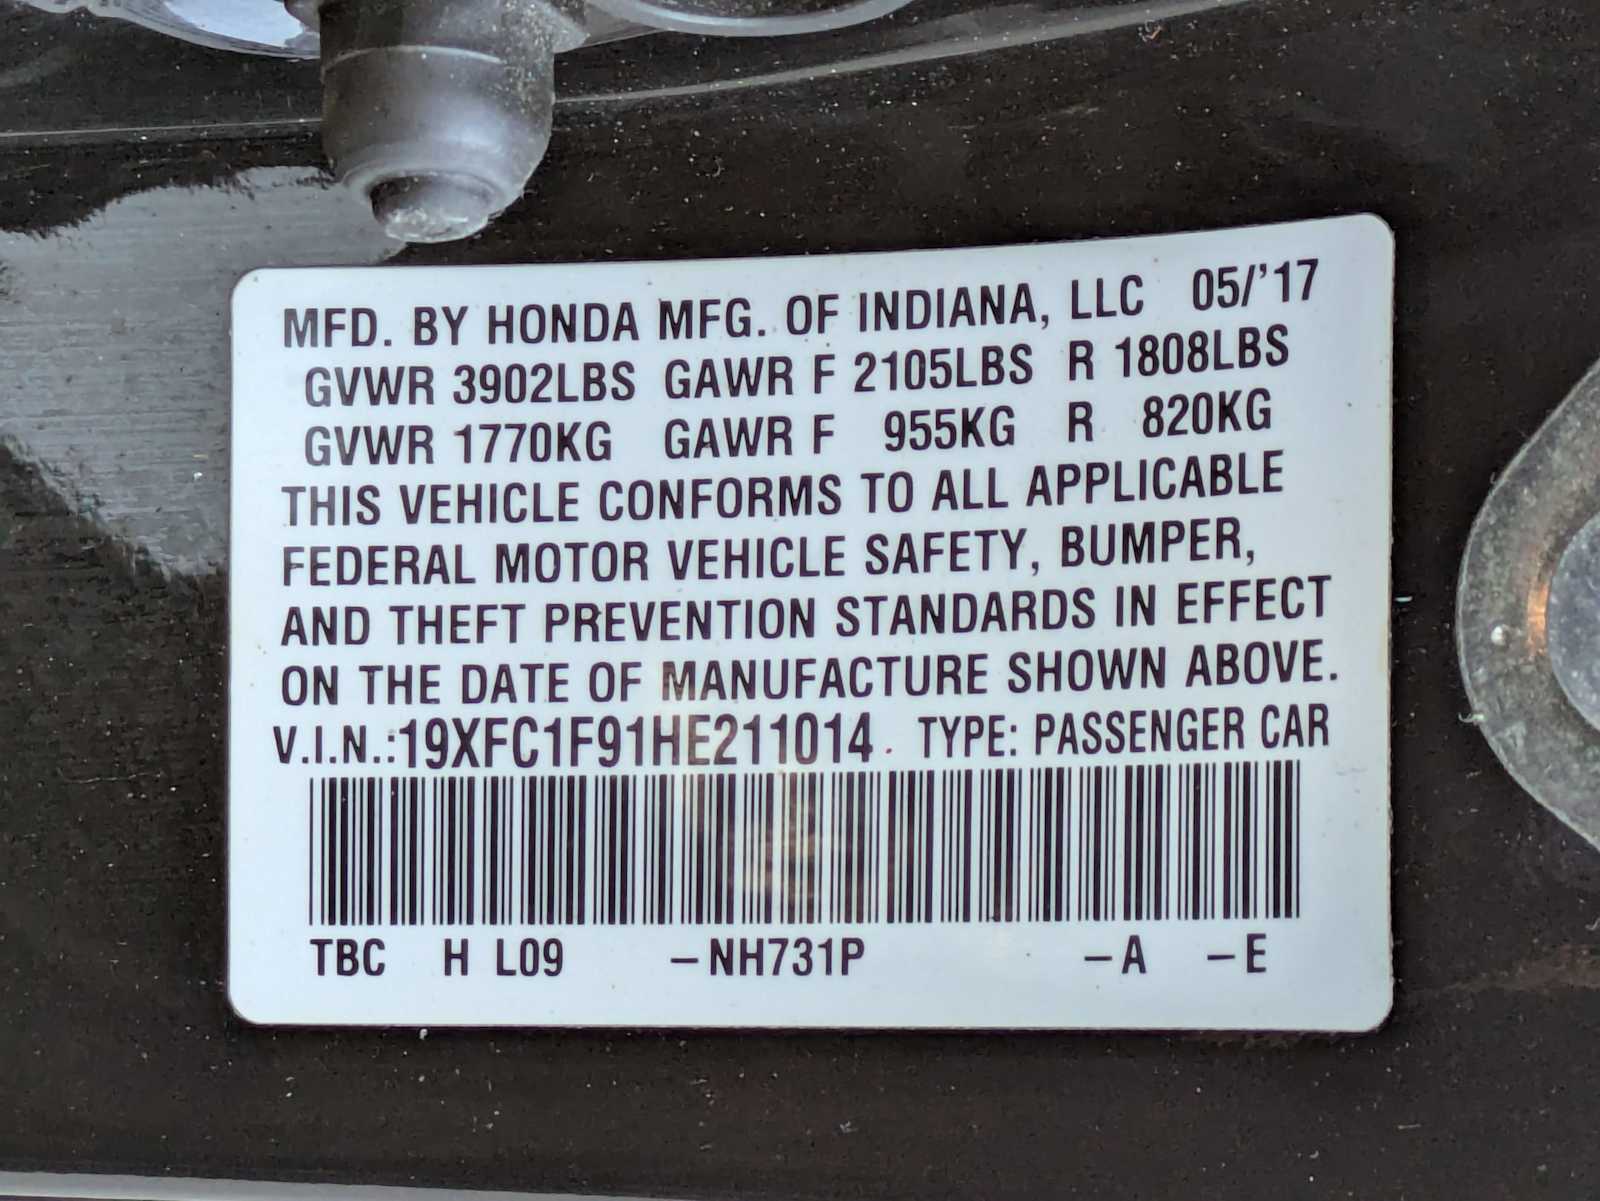 MFD. BY HONDA MFG. OF INDIANA, LLC 05/'17
GVWR 3902LBS GAWR F 2105LBS R 1808LBS
GVWR 1770KG GAWR F 955KG R 820KG
THIS VEHICLE CONFORMS TO ALL APPLICABLE
FEDERAL MOTOR VEHICLE SAFETY, BUMPER,
AND THEFT PREVENTION STANDARDS IN EFFECT
ON THE DATE OF MANUFACTURE SHOWN ABOVE.
V.I.N.:19XFC1F91HE211014. TYPE: PASSENGER CAR
TBC H L09 –NH731P –A –E